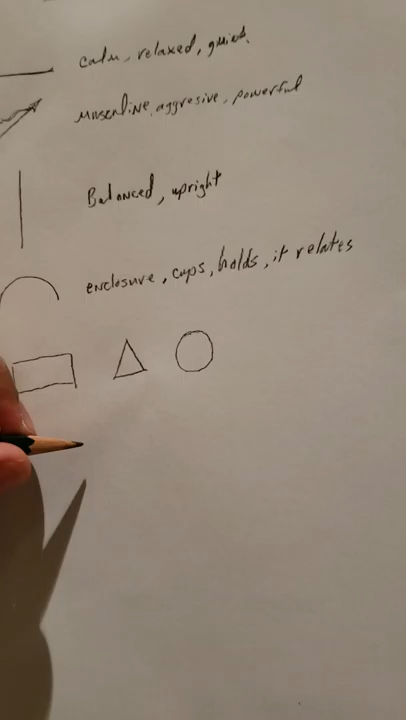 calm, relaxed, quiet.
masculine, aggresive, powerful
Balanced, upright
enclosure, cups, holds, it relates